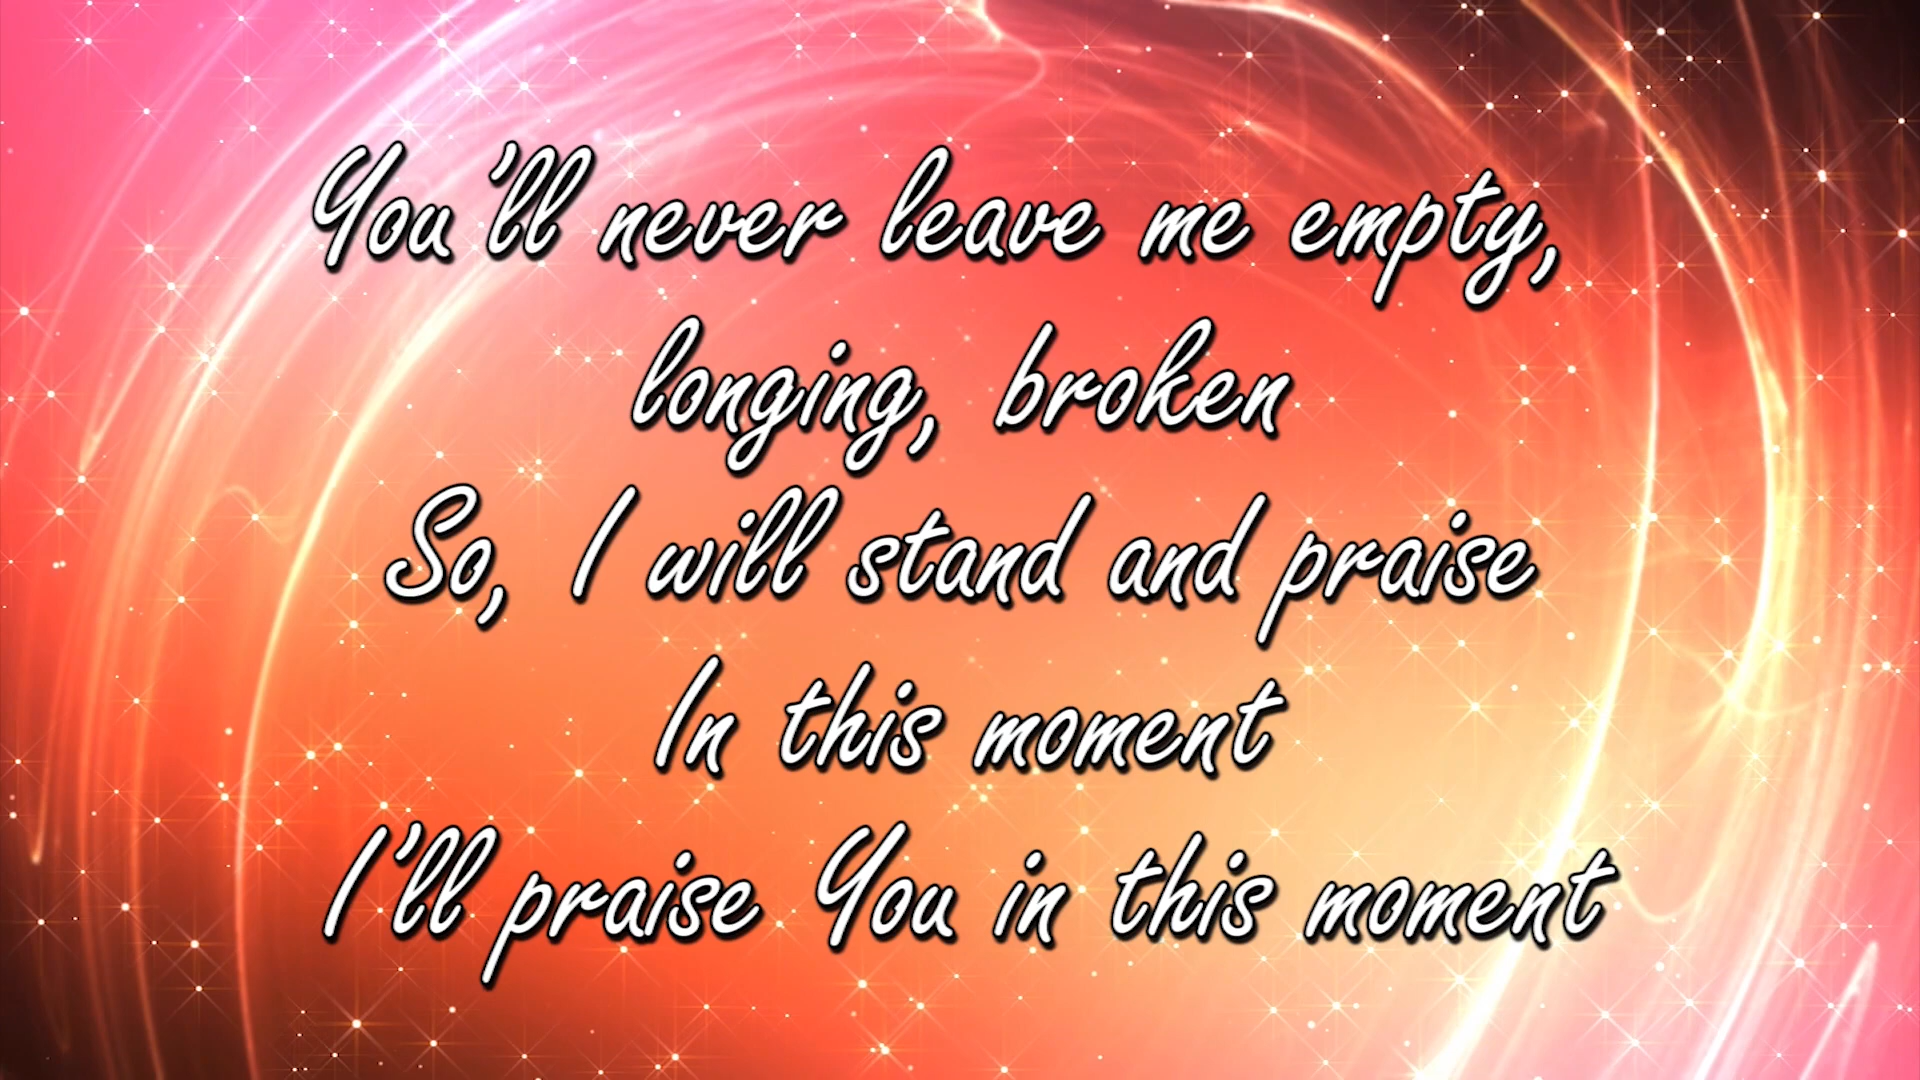 You'll never leave me empty,
longing, broken
So, I will stand and praise
In this moment
I'll praise You in this moment